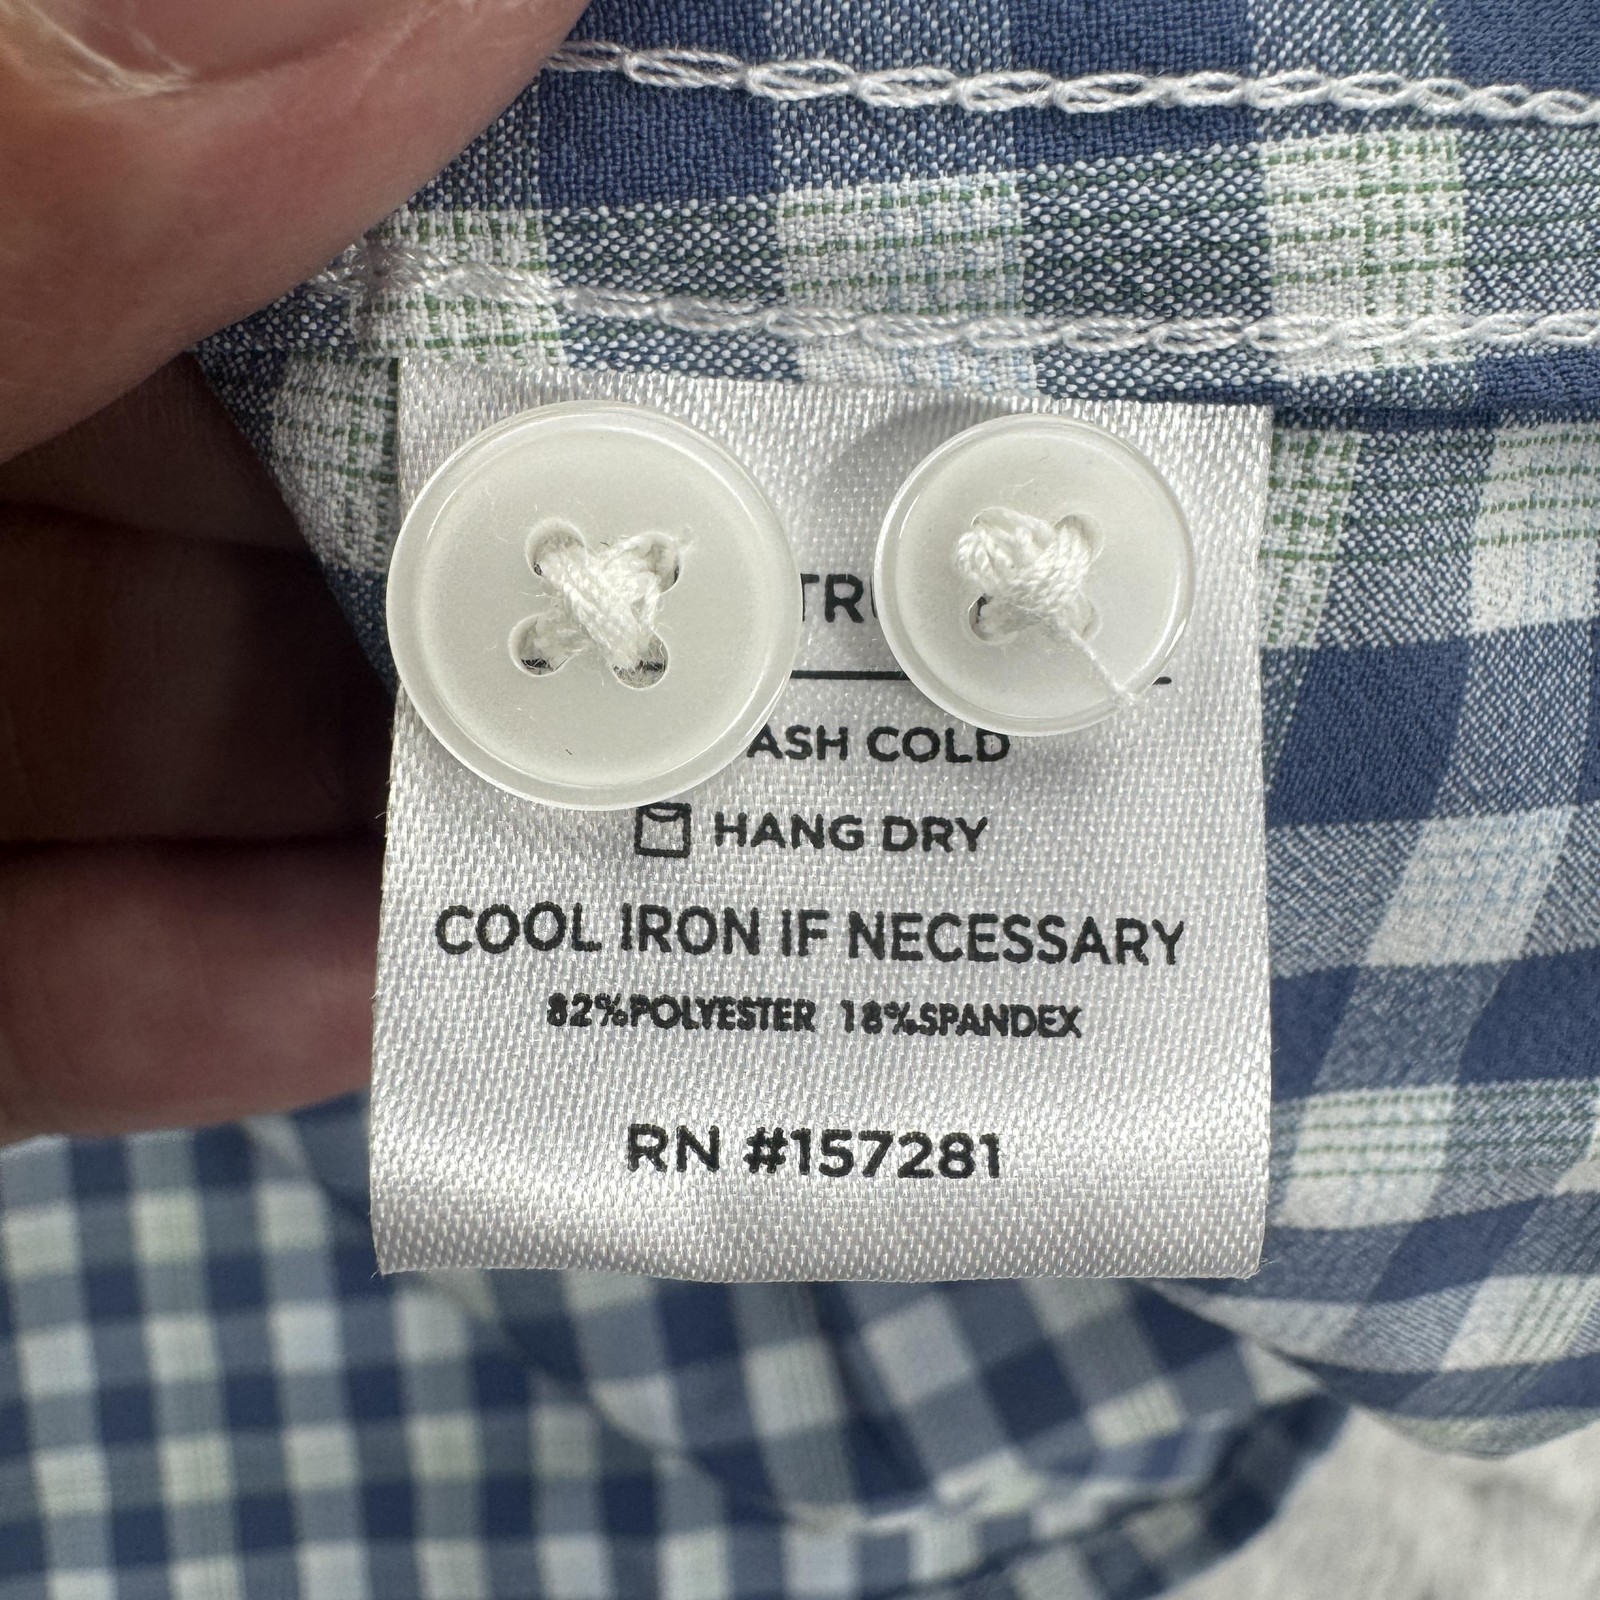 ASH COLD
HANG DRY
COOL IRON IF NECESSARY
82%POLYESTER 18%SPANDEX
RN #157281